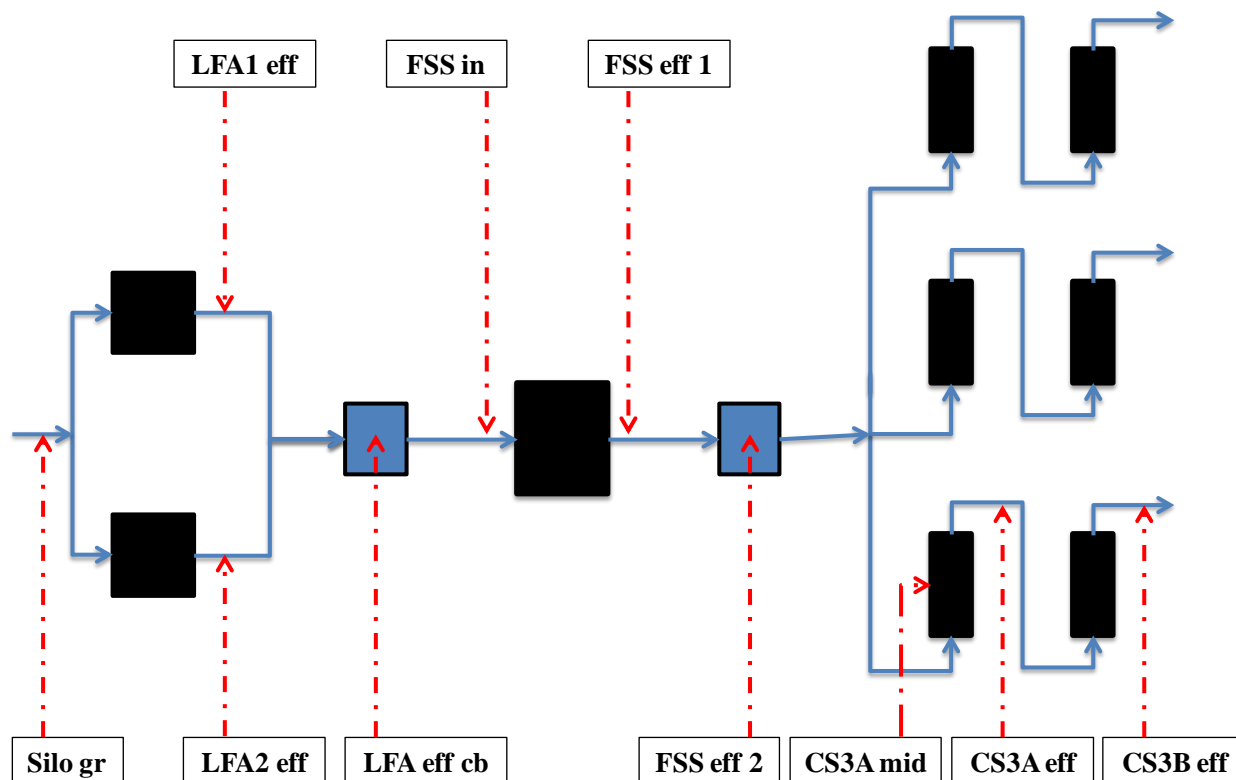 LFA1 eff
FSS in
FSS eff 1
Silo gr
LFA2 eff
LFA eff cb
FSS eff 2
CS3A mid
CS3A eff
CS3B eff